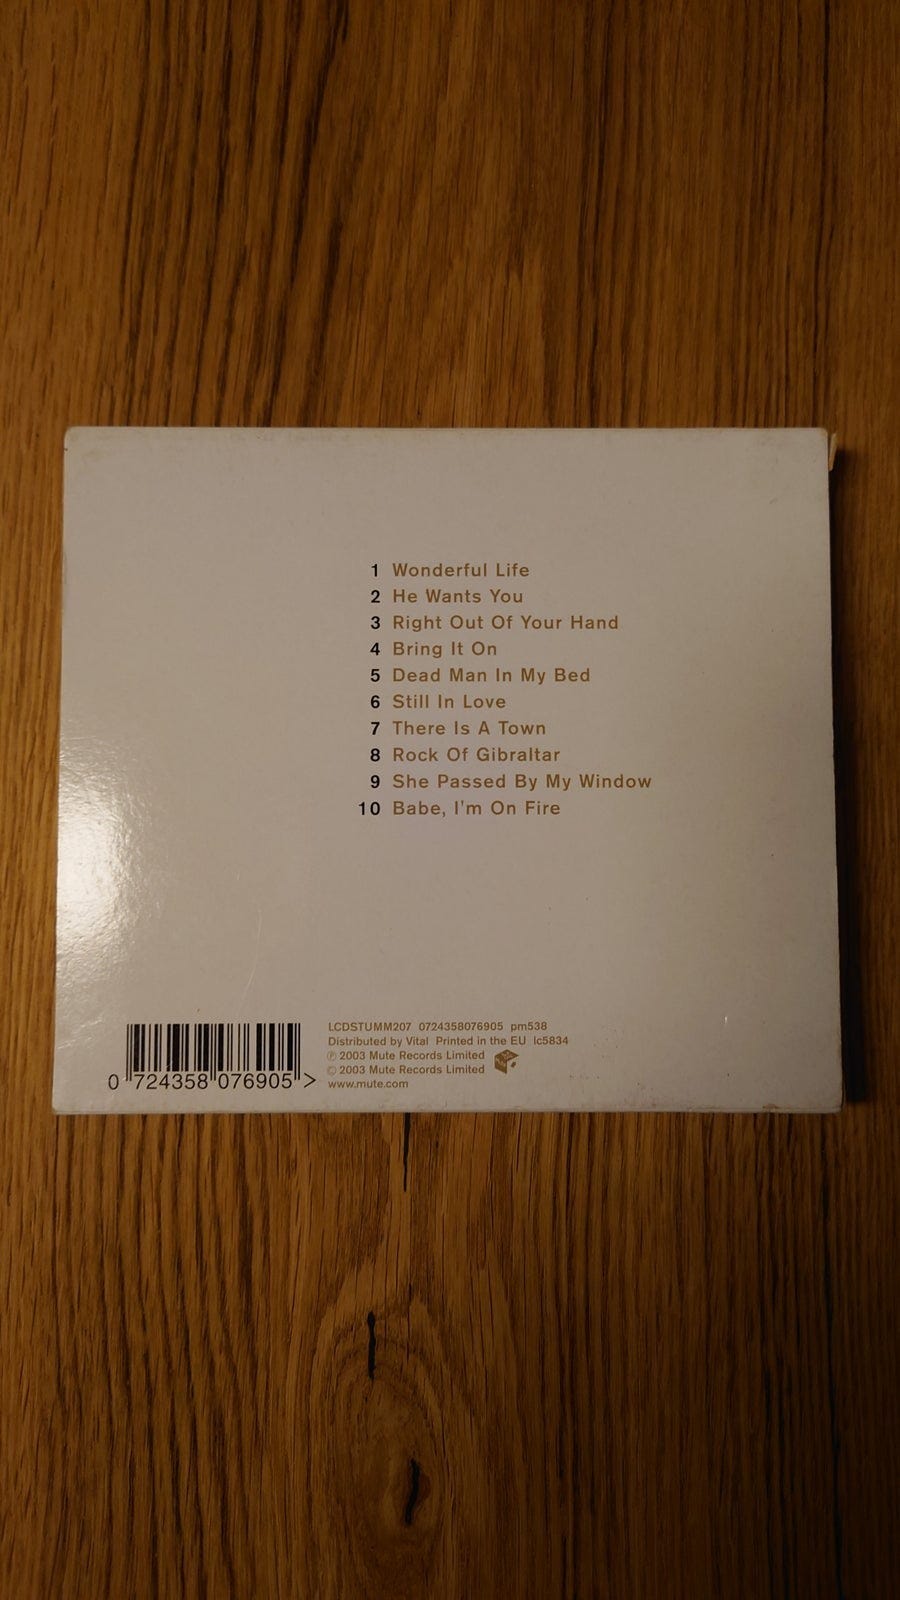 1 Wonderful Life
2 He Wants You
3 Right Out Of Your Hand
4 Bring It On
5 Dead Man In My Bed
6 Still In Love
7 There Is A Town
8 Rock Of Gibraltar
9 She Passed By My Window
10 Babe, I'm On Fire
LCDSTUMM207 0724358076905 pm538
Distributed by Vital Printed in the EU lc5834
℗ 2003 Mute Records Limited
© 2003 Mute Records Limited
www.mute.com
0 724358 076905 >